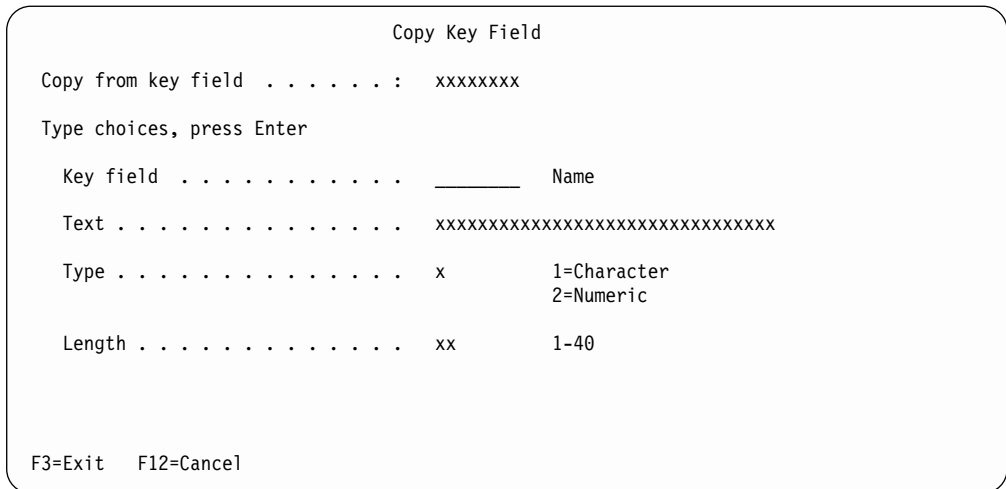 Copy Key Field
Copy from key field . . . . . . : xxxxxxxx
Type choices, press Enter
Key field . . . . . . . . . . . ________ Name
Text . . . . . . . . . . . . . . xxxxxxxxxxxxxxxxxxxxxxxxxxxxxxxx
Type . . . . . . . . . . . . . . x 1=Character
2=Numeric
Length . . . . . . . . . . . . . xx 1-40
F3=Exit F12=Cancel